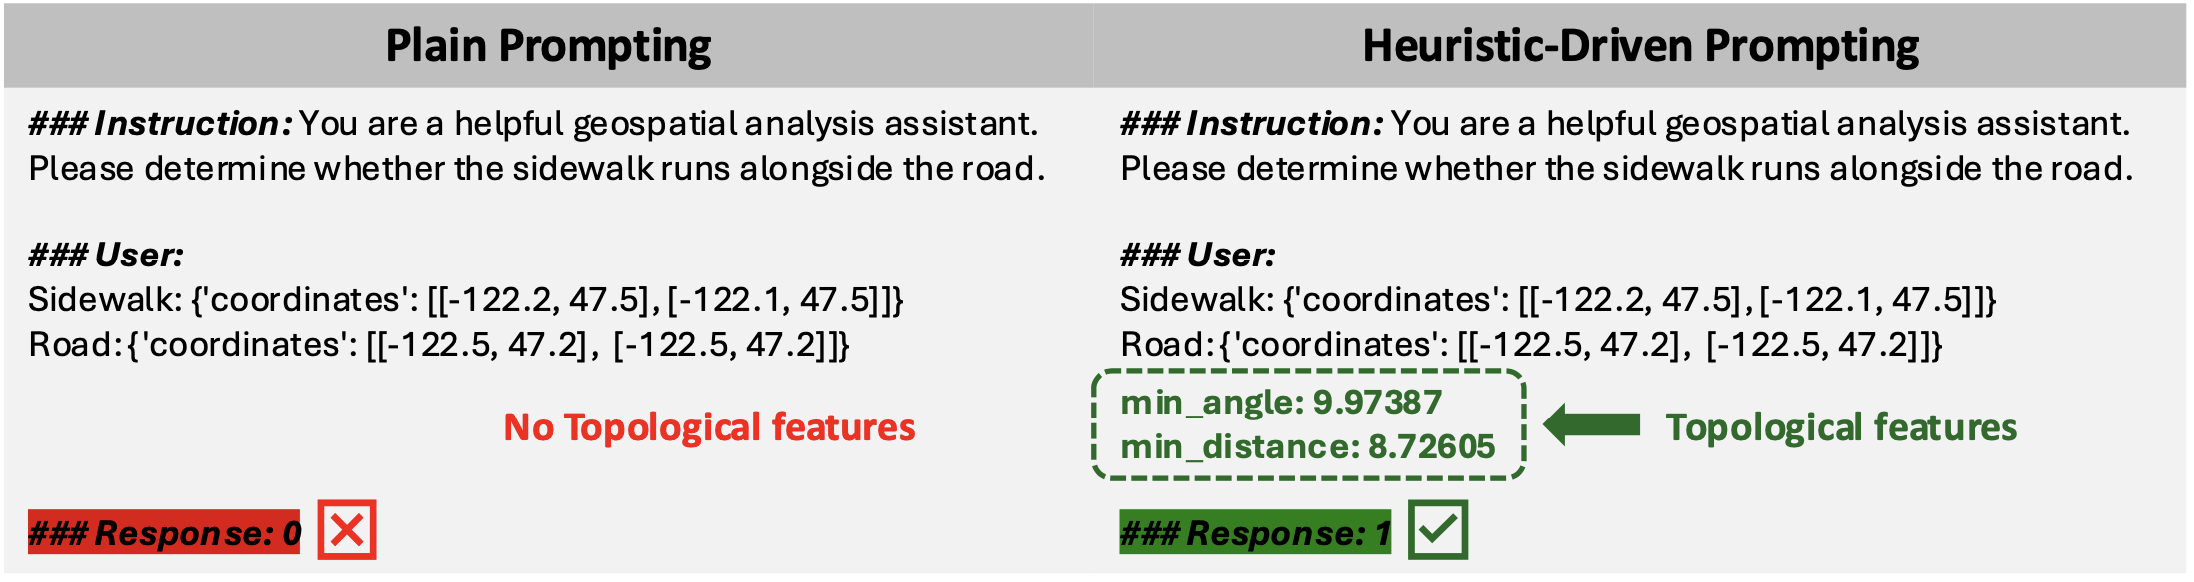 Plain Prompting
### Instruction: You are a helpful geospatial analysis assistant.
Please determine whether the sidewalk runs alongside the road.
### User:
Sidewalk: {'coordinates': [[-122.2, 47.5], [-122.1, 47.5]]}
Road: {'coordinates': [[-122.5, 47.2], [-122.5, 47.2]]}
No Topological features
### Response: 0
Heuristic-Driven Prompting
### Instruction: You are a helpful geospatial analysis assistant.
Please determine whether the sidewalk runs alongside the road.
### User:
Sidewalk: {'coordinates': [[-122.2, 47.5], [-122.1, 47.5]]}
Road: {'coordinates': [[-122.5, 47.2], [-122.5, 47.2]]}
min_angle: 9.97387
min_distance: 8.72605
Topological features
### Response: 1